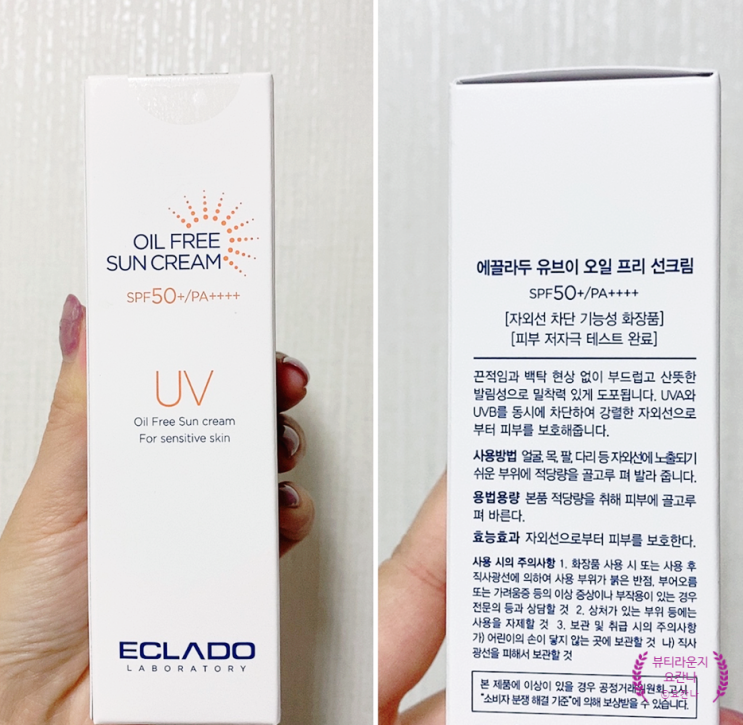 OIL FREE
SUN CREAM
SPF50+/PA++++
UV
Oil Free Sun cream
For sensitive skin
ECLADO
LABORATORY
에끌라두 유브이 오일 프리 선크림
SPF50+/PA++++
[자외선 차단 기능성 화장품]
[피부 저자극 테스트 완료]
끈적임과 백탁 현상 없이 부드럽고 산뜻한
발림성으로 밀착력 있게 도포됩니다. UVA와
UVB를 동시에 차단하여 강렬한 자외선으로
부터 피부를 보호해줍니다.
사용방법 얼굴, 목, 팔, 다리 등 자외선에 노출되기
쉬운 부위에 적당량을 골고루 펴 발라 줍니다.
용법용량 본품 적당량을 취해 피부에 골고루
펴 바른다.
효능효과 자외선으로부터 피부를 보호한다.
사용 시의 주의사항 1. 화장품 사용 시 또는 사용 후
직사광선에 의하여 사용 부위가 붉은 반점, 부어오름
또는 가려움증 등의 이상 증상이나 부작용이 있는 경우
전문의 등과 상담할 것 2. 상처가 있는 부위 등에는
사용을 자제할 것 3. 보관 및 취급 시의 주의사항
가) 어린이의 손이 닿지 않는 곳에 보관할 것 나) 직사
광선을 피해서 보관할 것
본 제품에 이상이 있을 경우 공정거래위원회 고시
"소비자 분쟁 해결 기준"에 의해 보상받을 수 있습니다.
뷰티라운지
요칸나